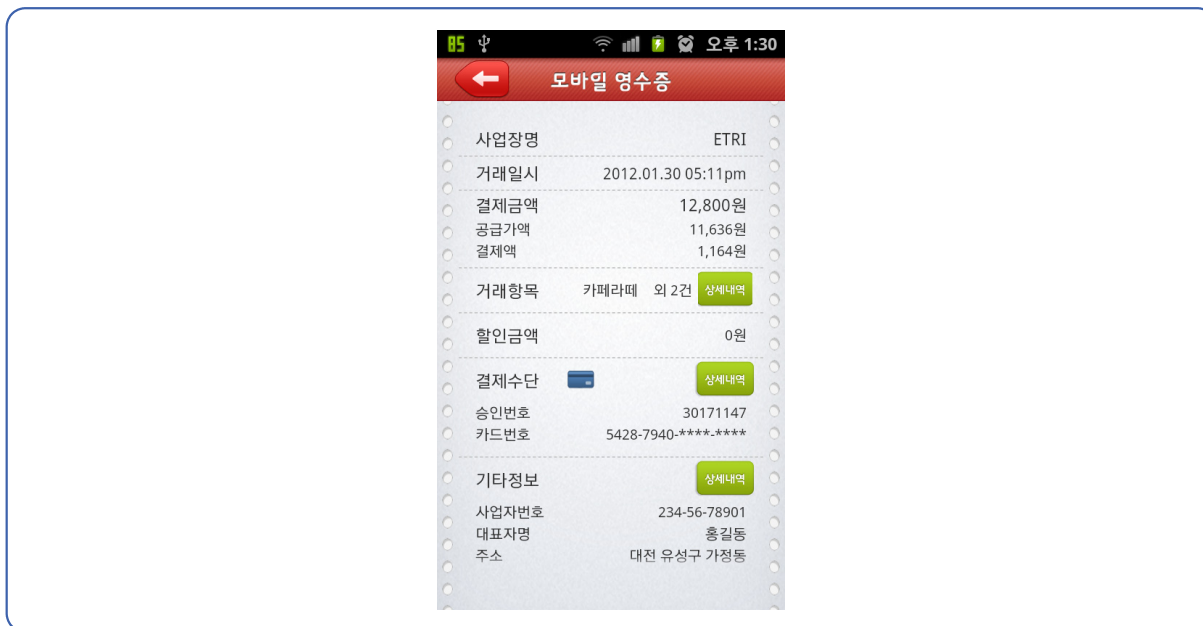 85 오후 1:30
모바일 영수증
사업장명 ETRI
거래일시 2012.01.30 05:11pm
결제금액 12,800원
공급가액 11,636원
결제액 1,164원
거래항목 카페라떼 외 2건 상세내역
할인금액 0원
결제수단 상세내역
승인번호 30171147
카드번호 5428-7940-****-****
기타정보 상세내역
사업자번호 234-56-78901
대표자명 홍길동
주소 대전 유성구 가정동